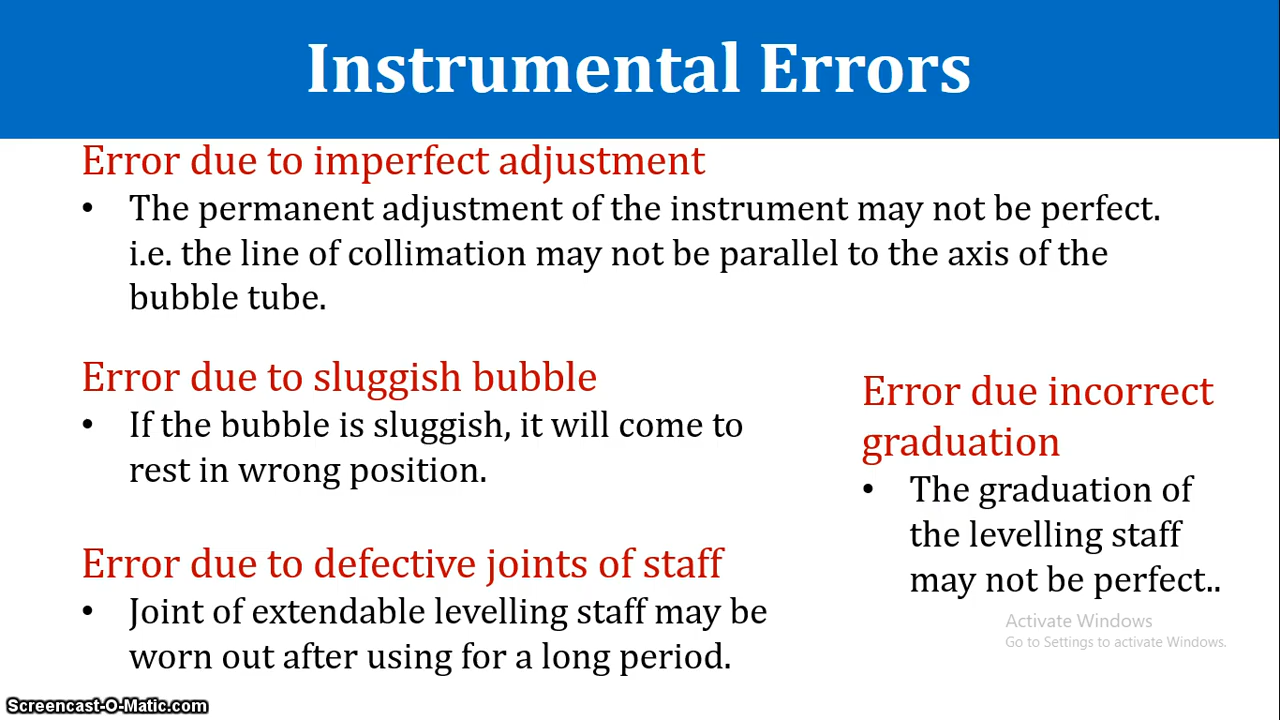 Instrumental Errors
Error due to imperfect adjustment
• The permanent adjustment of the instrument may not be perfect.
i.e. the line of collimation may not be parallel to the axis of the
bubble tube.
Error due to sluggish bubble
• If the bubble is sluggish, it will come to
rest in wrong position.
Error due to defective joints of staff
• Joint of extendable levelling staff may be
worn out after using for a long period.
Error due incorrect
graduation
• The graduation of
the levelling staff
may not be perfect..
Activate Windows
Go to Settings to activate Windows.
Screencast-O-Matic.com